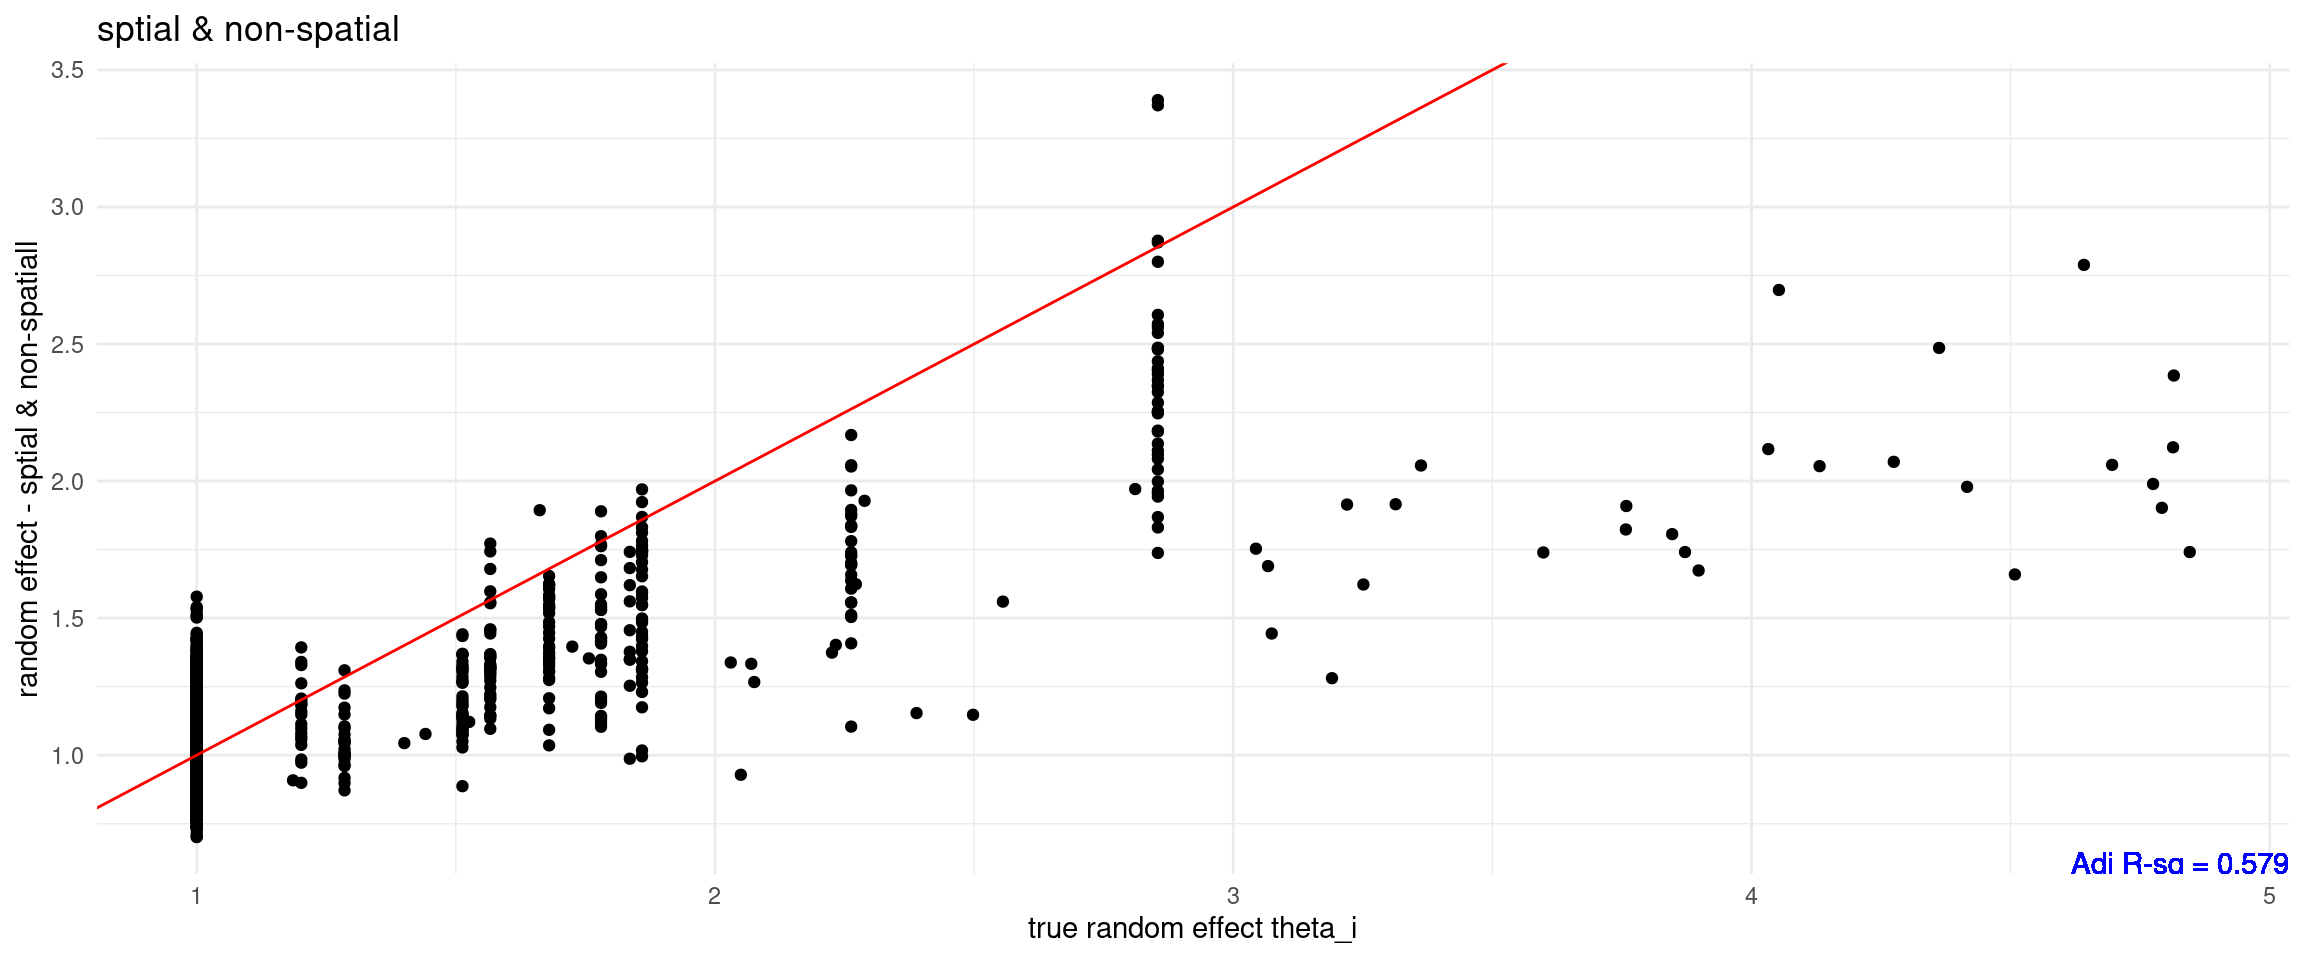 sptial & non-spatial
3.5
3.0
2.5
2.0
1.5
1.0
random effect - sptial & non-spatiall
Adj R-sq = 0.579
1 2 3 4 5
true random effect theta_i